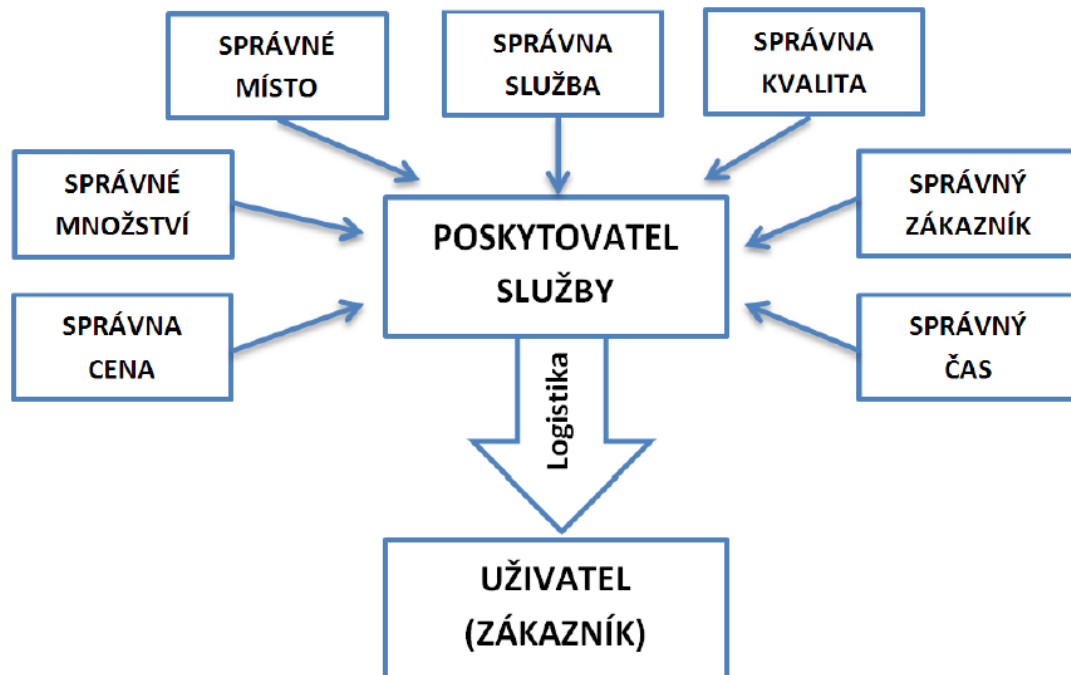 SPRÁVNÉ
MÍSTO
SPRÁVNA
SLUŽBA
SPRÁVNA
KVALITA
SPRÁVNÉ
MNOŽSTVÍ
POSKYTOVATEL
SLUŽBY
SPRÁVNÝ
ZÁKAZNÍK
SPRÁVNA
CENA
SPRÁVNÝ
ČAS
Logistika
UŽIVATEL
(ZÁKAZNÍK)